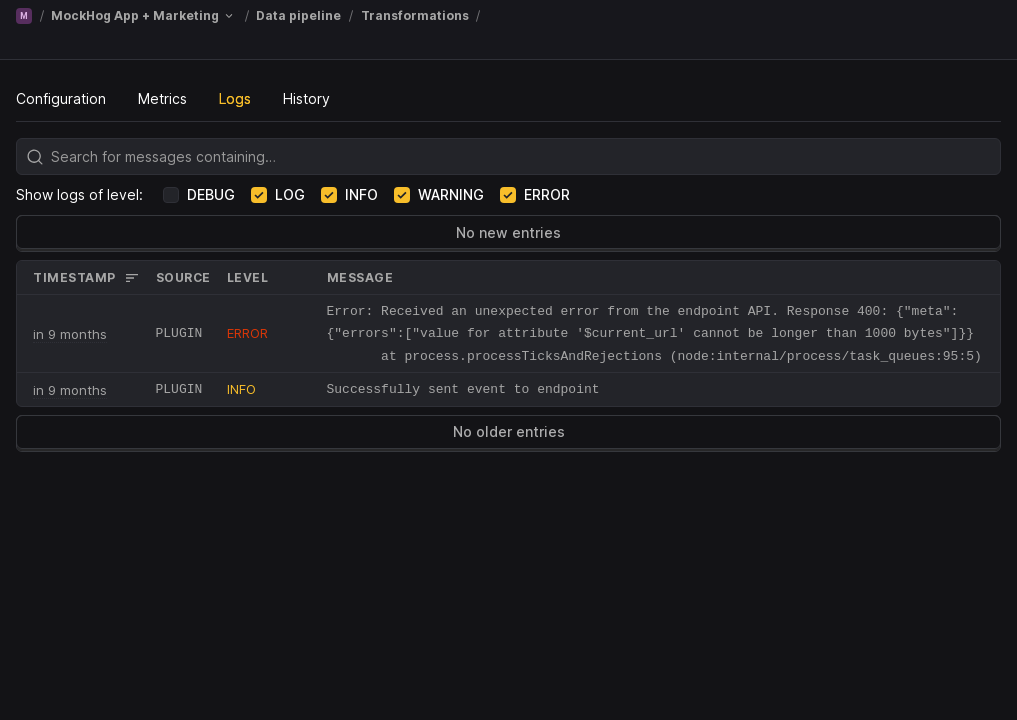 M / MockHog App + Marketing / Data pipeline / Transformations /
Configuration Metrics Logs History
Search for messages containing…
Show logs of level: DEBUG LOG INFO WARNING ERROR
No new entries
TIMESTAMP SOURCE LEVEL MESSAGE
in 9 months PLUGIN ERROR Error: Received an unexpected error from the endpoint API. Response 400: {"meta":
{"errors":["value for attribute '$current_url' cannot be longer than 1000 bytes"]}}
at process.processTicksAndRejections (node:internal/process/task_queues:95:5)
in 9 months PLUGIN INFO Successfully sent event to endpoint
No older entries